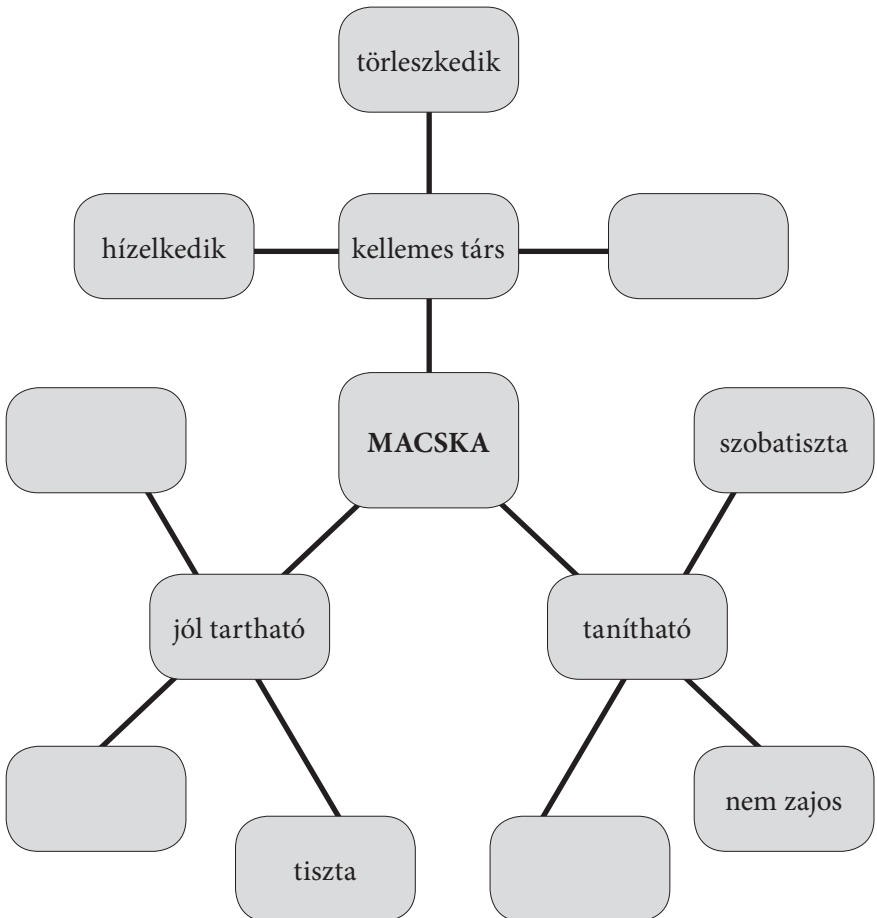 törleszkedik
hízelkedik
kellemes társ
MACSKA
szobatiszta
jól tartható
tanítható
nem zajos
tiszta